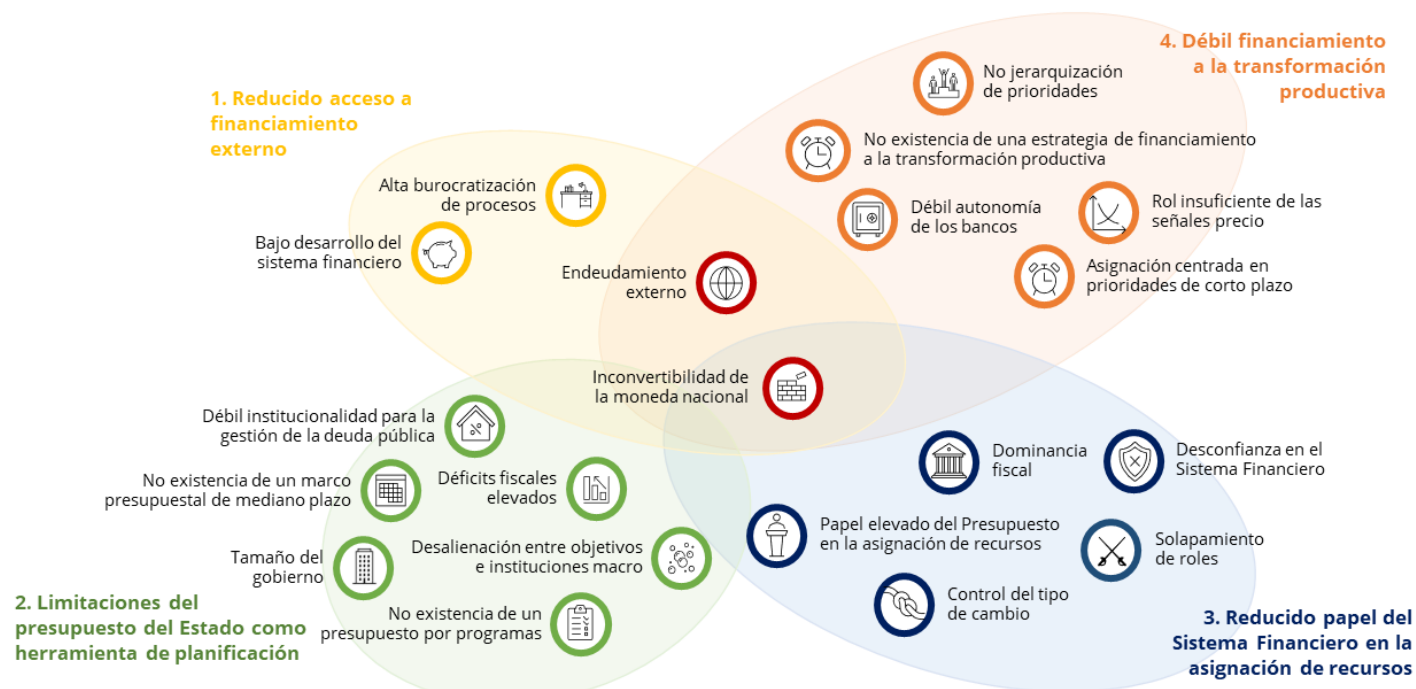 1. Reducido acceso a
financiamiento
externo
Alta burocratización
de procesos
Bajo desarrollo del
sistema financiero
Endeudamiento
externo
Inconvertibilidad de
la moneda nacional
4. Débil financiamiento
a la transformación
productiva
No jerarquización
de prioridades
No existencia de una estrategia de financiamiento
a la transformación productiva
Débil autonomía
de los bancos
Rol insuficiente de las
señales precio
Asignación centrada en
prioridades de corto plazo
Débil institucionalidad para la
gestión de la deuda pública
No existencia de un marco
presupuestal de mediano plazo
Déficits fiscales
elevados
Tamaño del
gobierno
Desalienación entre objetivos
e instituciones macro
No existencia de un
presupuesto por programas
2. Limitaciones del
presupuesto del Estado como
herramienta de planificación
Dominancia
fiscal
Desconfianza en el
Sistema Financiero
Papel elevado del Presupuesto
en la asignación de recursos
Solapamiento
de roles
Control del tipo
de cambio
3. Reducido papel del
Sistema Financiero en la
asignación de recursos